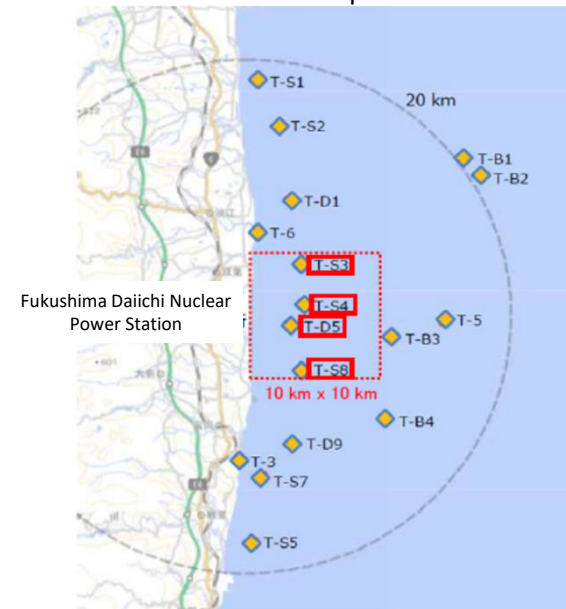 T-S1
20 km
T-S2
T-B1
T-B2
T-D1
T-6
T-S3
Fukushima Daiichi Nuclear
Power Station
T-S4
T-D5
T-5
T-B3
T-S8
10 km x 10 km
T-B4
T-D9
T-3
T-S7
T-S5